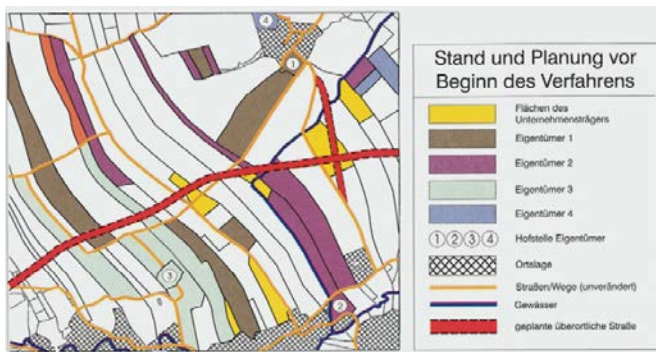 4
1
3
2
Stand und Planung vor
Beginn des Verfahrens
Flächen des
Unternehmensträgers
Eigentümer 1
Eigentümer 2
Eigentümer 3
Eigentümer 4
1 2 3 4 Hofstelle Eigentümer
Ortslage
Straßen/Wege (unverändert)
Gewässer
geplante überortliche Straße